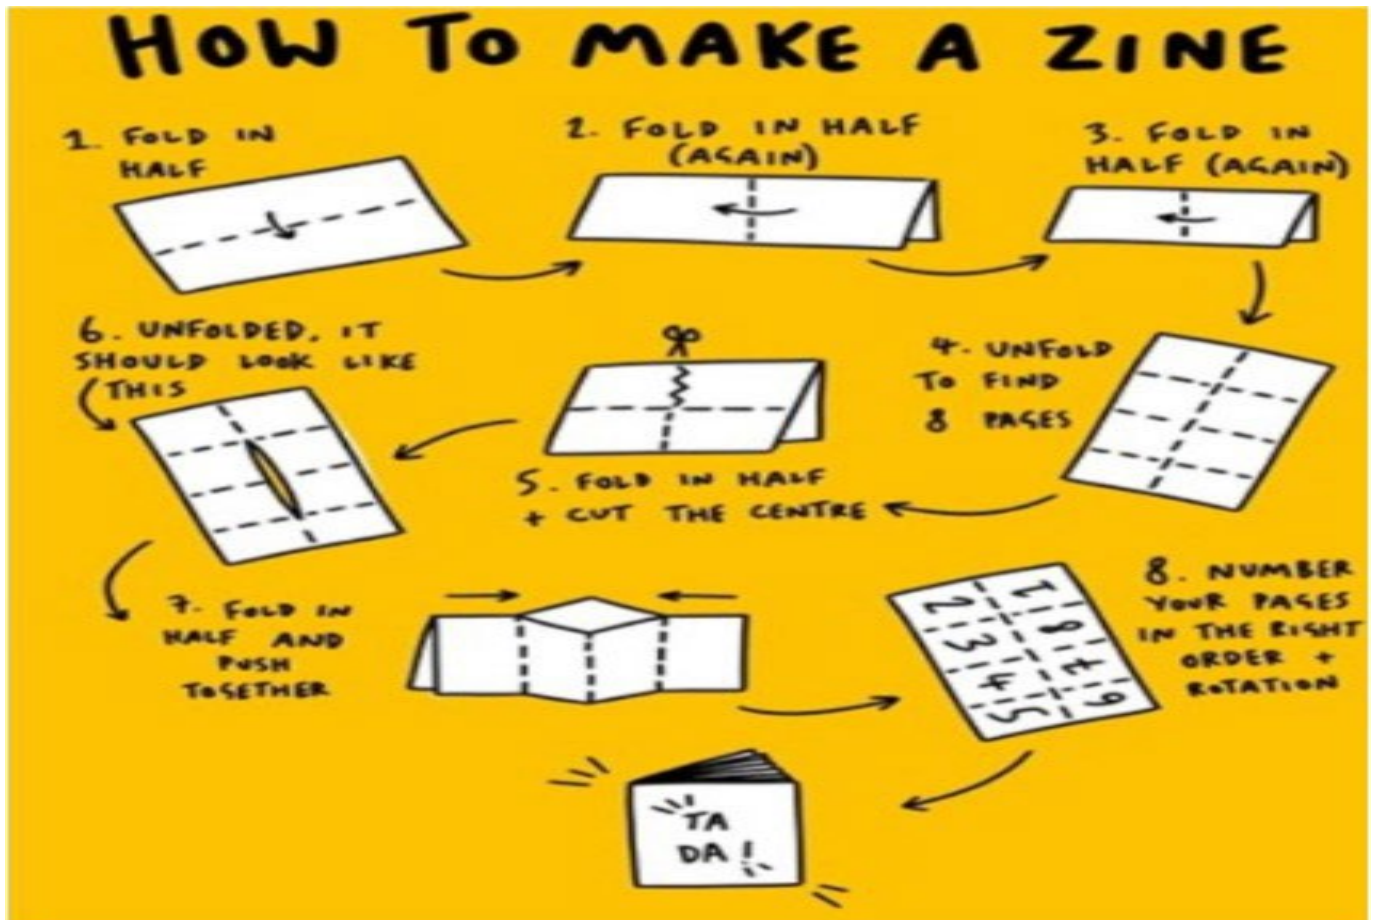 HOW TO MAKE A ZINE
1. FOLD IN
HALF
2. FOLD IN HALF
(AGAIN)
3. FOLD IN
HALF (AGAIN)
4. UNFOLD
TO FIND
8 PAGES
5. FOLD IN HALF
+ CUT THE CENTRE
6. UNFOLDED, IT
SHOULD LOOK LIKE
THIS
7. FOLD IN
HALF AND
PUSH
TOGETHER
8. NUMBER
YOUR PAGES
IN THE RIGHT
ORDER +
ROTATION
2 1
3 8
4 7
5 6
TA
DA!